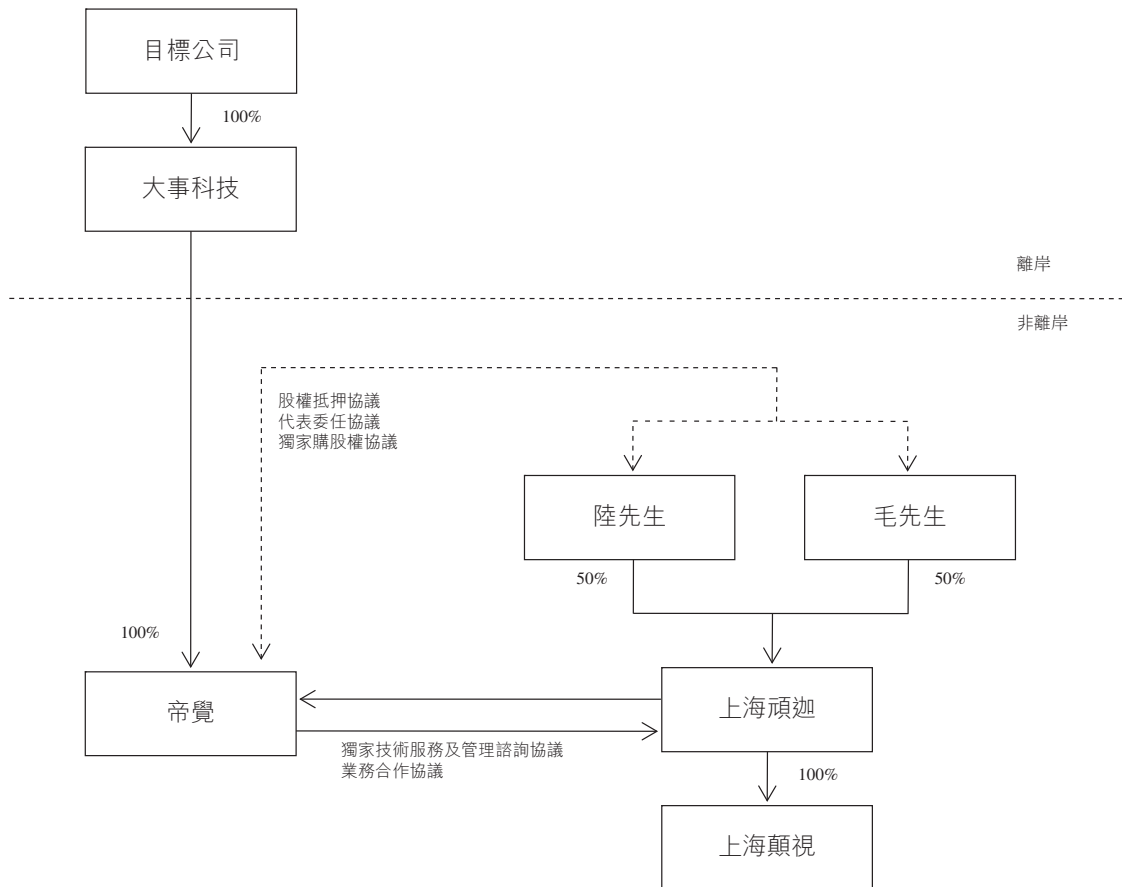 目標公司
100%
大事科技
離岸
非離岸
股權抵押協議
代表委任協議
獨家購股權協議
陸先生
毛先生
50%
50%
100%
帝覺
上海頑迦
獨家技術服務及管理諮詢協議
業務合作協議
100%
上海顛視